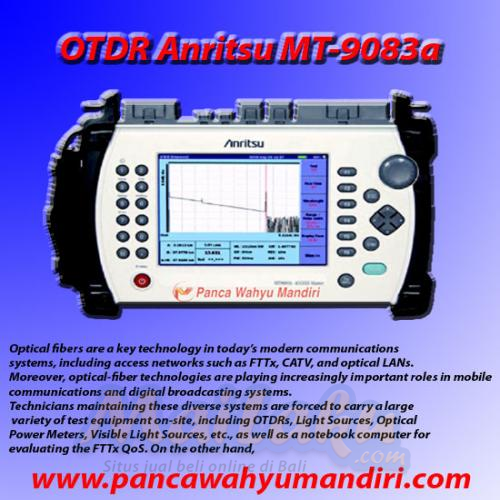 OTDR Anritsu MT-9083a
Anritsu
Panca Wahyu Mandiri
Optical fibers are a key technology in today's modern communications
systems, including access networks such as FTTx, CATV, and optical LANs.
Moreover, optical-fiber technologies are playing increasingly important roles in mobile
communications and digital broadcasting systems.
Technicians maintaining these diverse systems are forced to carry a large
variety of test equipment on-site, including OTDRs, Light Sources, Optical
Power Meters, Visible Light Sources, etc., as well as a notebook computer for
evaluating the FTTx QoS. On the other hand,
Situs jual beli online di Bali
www.pancawahyumandiri.com